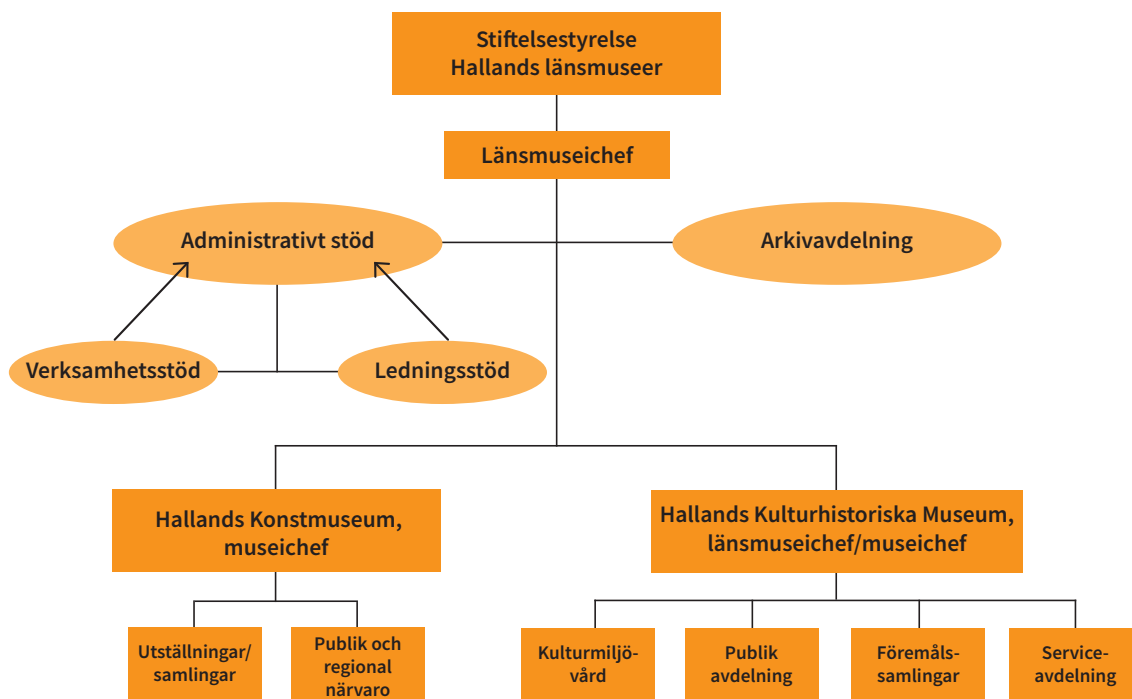 Stiftelsestyrelse
Hallands länsmuseer
Länsmuseichef
Administrativt stöd
Arkivavdelning
Verksamhetsstöd
Ledningsstöd
Hallands Konstmuseum,
museichef
Hallands Kulturhistoriska Museum,
länsmuseichef/museichef
Utställningar/
samlingar
Publik och
regional
närvaro
Kulturmiljö-
vård
Publik
avdelning
Föremåls-
samlingar
Service-
avdelning